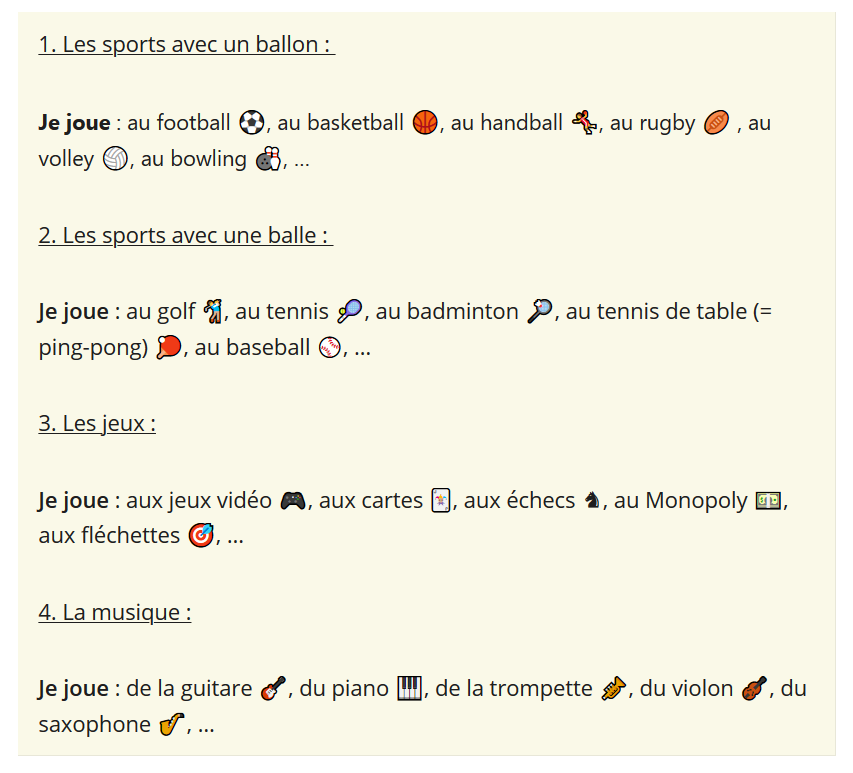 1. Les sports avec un ballon :
Je joue : au football ⚽, au basketball 🏀, au handball 🤾, au rugby 🏉 , au
volley 🏐, au bowling 🎳, ...
2. Les sports avec une balle :
Je joue : au golf 🏌, au tennis 🎾, au badminton 🏸, au tennis de table (=
ping-pong) 🏓, au baseball ⚾, ...
3. Les jeux :
Je joue : aux jeux vidéo 🎮, aux cartes 🃏, aux échecs ♞, au Monopoly 💵,
aux fléchettes 🎯, ...
4. La musique :
Je joue : de la guitare 🎸, du piano 🎹, de la trompette 🎺, du violon 🎻, du
saxophone 🎷, ...